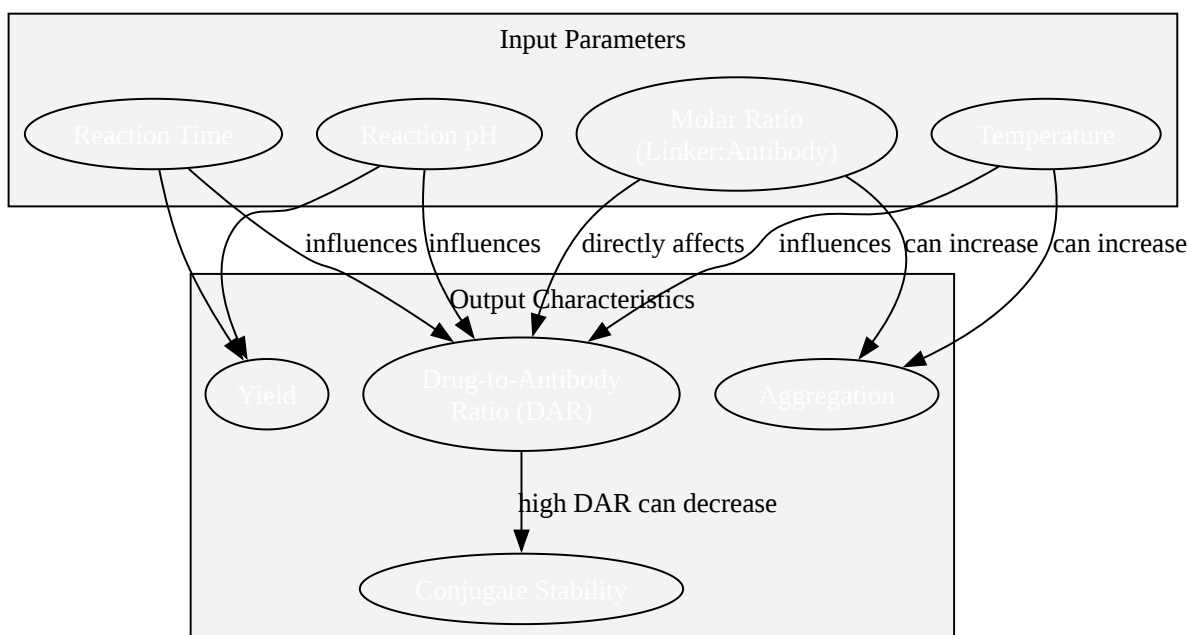 Input Parameters
Reaction Time
Reaction pH
Molar Ratio
(Linker:Antibody)
Temperature
influences
influences
directly affects
influences
can increase
can increase
Output Characteristics
Yield
Drug-to-Antibody
Ratio (DAR)
Aggregation
high DAR can decrease
Conjugate Stability